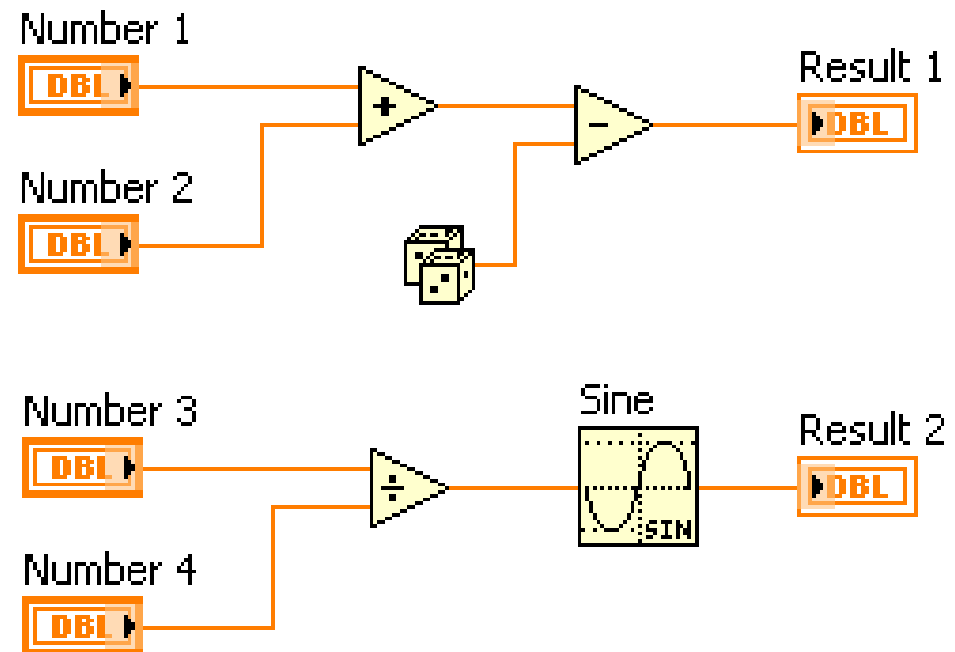 Number 1
DBL
+
Result 1
DBL
-
Number 2
DBL
Number 3
DBL
÷
Sine
SIN
Result 2
DBL
Number 4
DBL